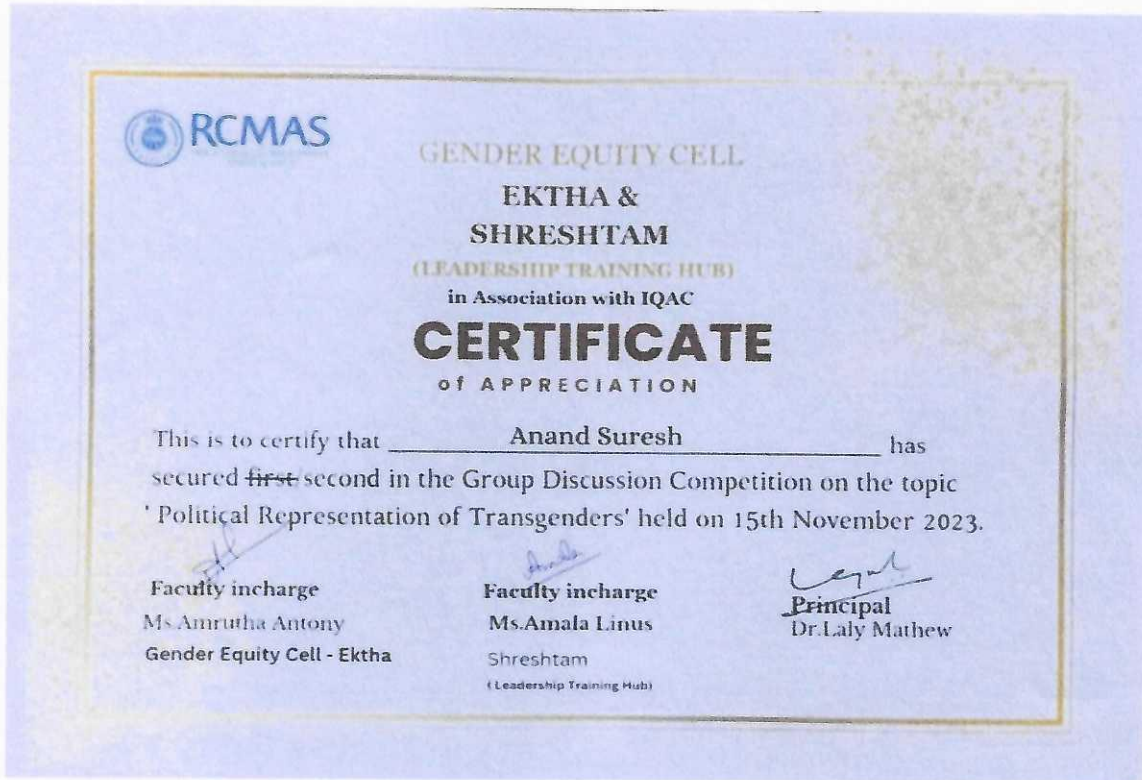 RCMAS
GENDER EQUITY CELL
EKTHA &
SHRESHTAM
(LEADERSHIP TRAINING HUB)
in Association with IQAC
CERTIFICATE
of APPRECIATION
This is to certify that Anand Suresh has
secured first/second in the Group Discussion Competition on the topic
' Political Representation of Transgenders' held on 15th November 2023.
Faculty incharge
Ms Amrutha Antony
Gender Equity Cell - Ektha
Faculty incharge
Ms.Amala Linus
Shreshtam
( Leadership Training Hub)
Principal
Dr.Laly Mathew